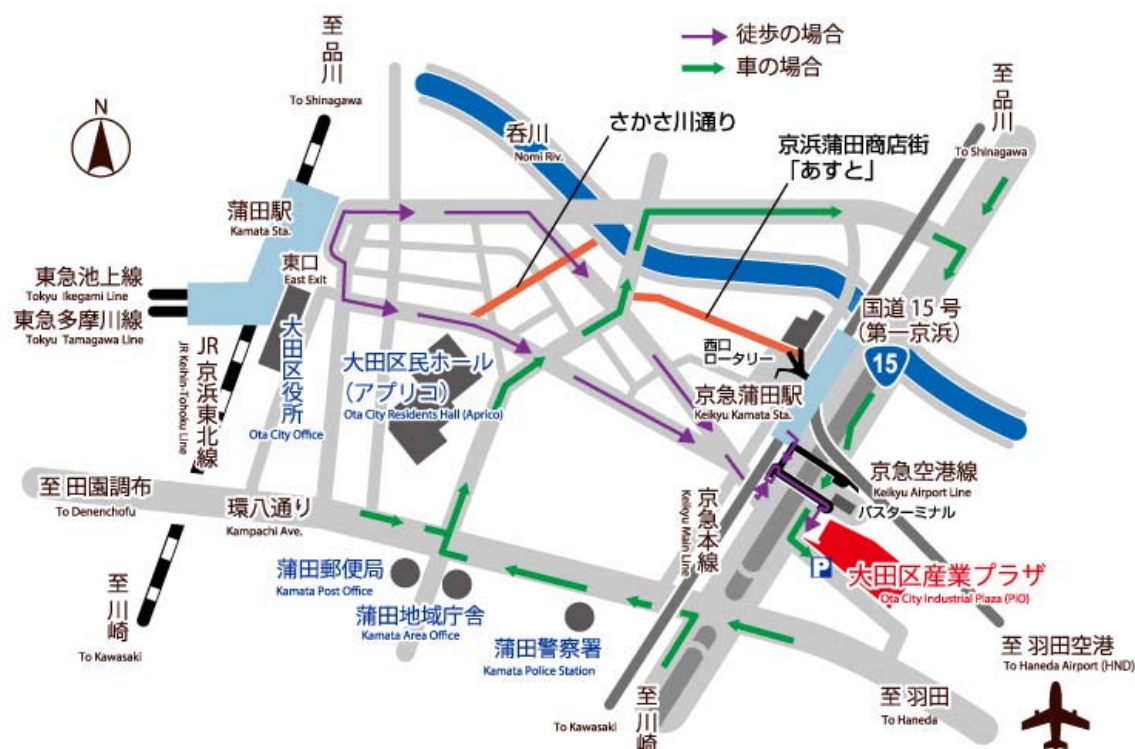 至 品川
To Shinagawa
徒歩の場合
車の場合
N
さかさ川通り
呑川
Nomi Riv.
京浜蒲田商店街
「あすと」
至 品川
To Shinagawa
蒲田駅
Kamata Sta.
東口
East Exit
東急池上線
Tokyu Ikegami Line
東急多摩川線
Tokyu Tamagawa Line
JR 京浜東北線
JR Keihin-Tohoku Line
大田区役所
Ota City Office
大田区民ホール
(アプリコ)
Ota City Residents Hall (Aprico)
西口
ロータリー
京急蒲田駅
Keikyu Kamata Sta.
国道 15 号
(第一京浜)
15
京急空港線
Keikyu Airport Line
バスターミナル
至 田園調布
To Denenchofu
環八通り
Kampachi Ave.
京急本線
Keikyu Main Line
P
大田区産業プラザ
Ota City Industrial Plaza (PiO)
蒲田郵便局
Kamata Post Office
蒲田地域庁舎
Kamata Area Office
蒲田警察署
Kamata Police Station
至 川崎
To Kawasaki
至 川崎
To Kawasaki
至 羽田
To Haneda
至 羽田空港
To Haneda Airport (HND)